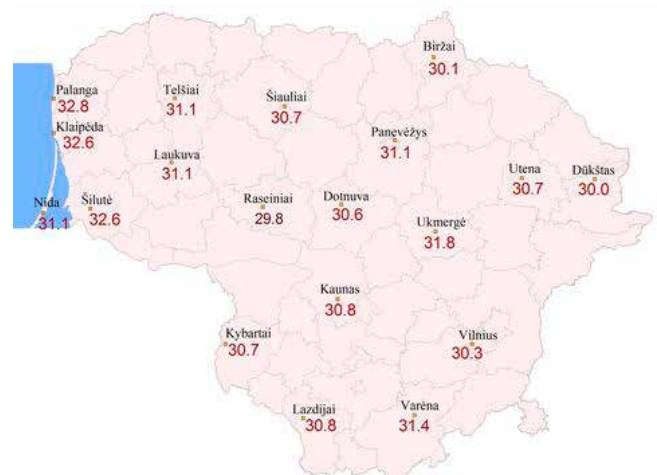 Biržai
30.1
Palanga
32.8
Telšiai
31.1
Šiauliai
30.7
Klaipėda
32.6
Panevėžys
31.1
Laukuva
31.1
Utena
30.7
Dūkštas
30.0
Nida
31.1
Šilutė
32.6
Raseiniai
29.8
Dotnuva
30.6
Ukmergė
31.8
Kaunas
30.8
Kybartai
30.7
Vilnius
30.3
Lazdijai
30.8
Varėna
31.4